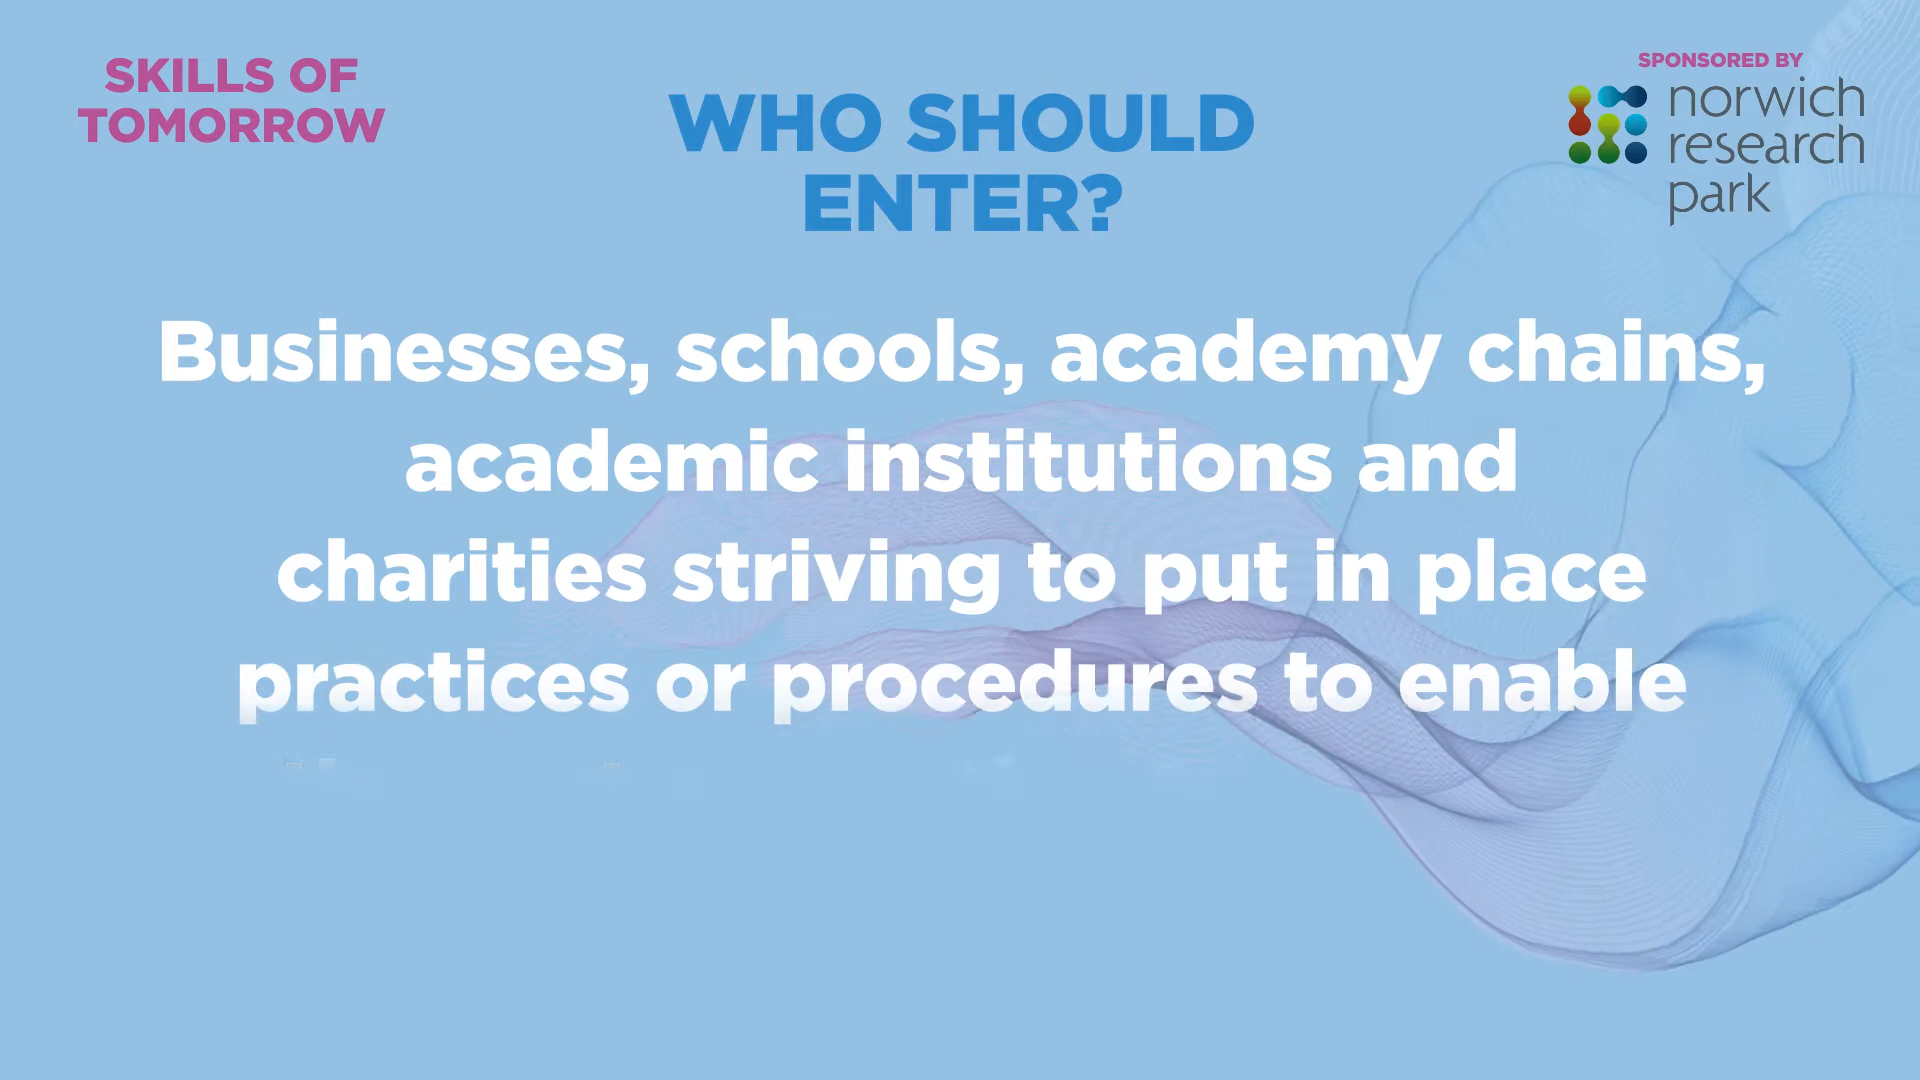 SKILLS OF
TOMORROW
WHO SHOULD
ENTER?
SPONSORED BY
norwich
research
park
Businesses, schools, academy chains,
academic institutions and
charities striving to put in place
practices or procedures to enable